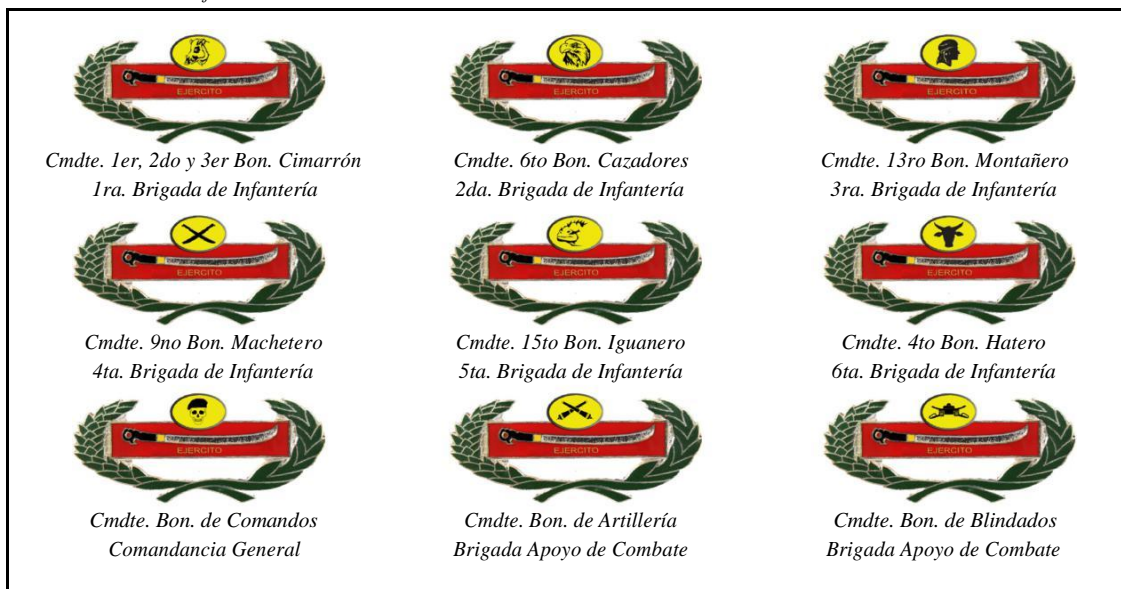 EJERCITO
Cmdte. 1er, 2do y 3er Bon. Cimarrón
1ra. Brigada de Infantería
EJERCITO
Cmdte. 6to Bon. Cazadores
2da. Brigada de Infantería
EJERCITO
Cmdte. 13ro Bon. Montañero
3ra. Brigada de Infantería
EJERCITO
Cmdte. 9no Bon. Machetero
4ta. Brigada de Infantería
EJERCITO
Cmdte. 15to Bon. Iguanero
5ta. Brigada de Infantería
EJERCITO
Cmdte. 4to Bon. Hatero
6ta. Brigada de Infantería
EJERCITO
Cmdte. Bon. de Comandos
Comandancia General
EJERCITO
Cmdte. Bon. de Artillería
Brigada Apoyo de Combate
EJERCITO
Cmdte. Bon. de Blindados
Brigada Apoyo de Combate